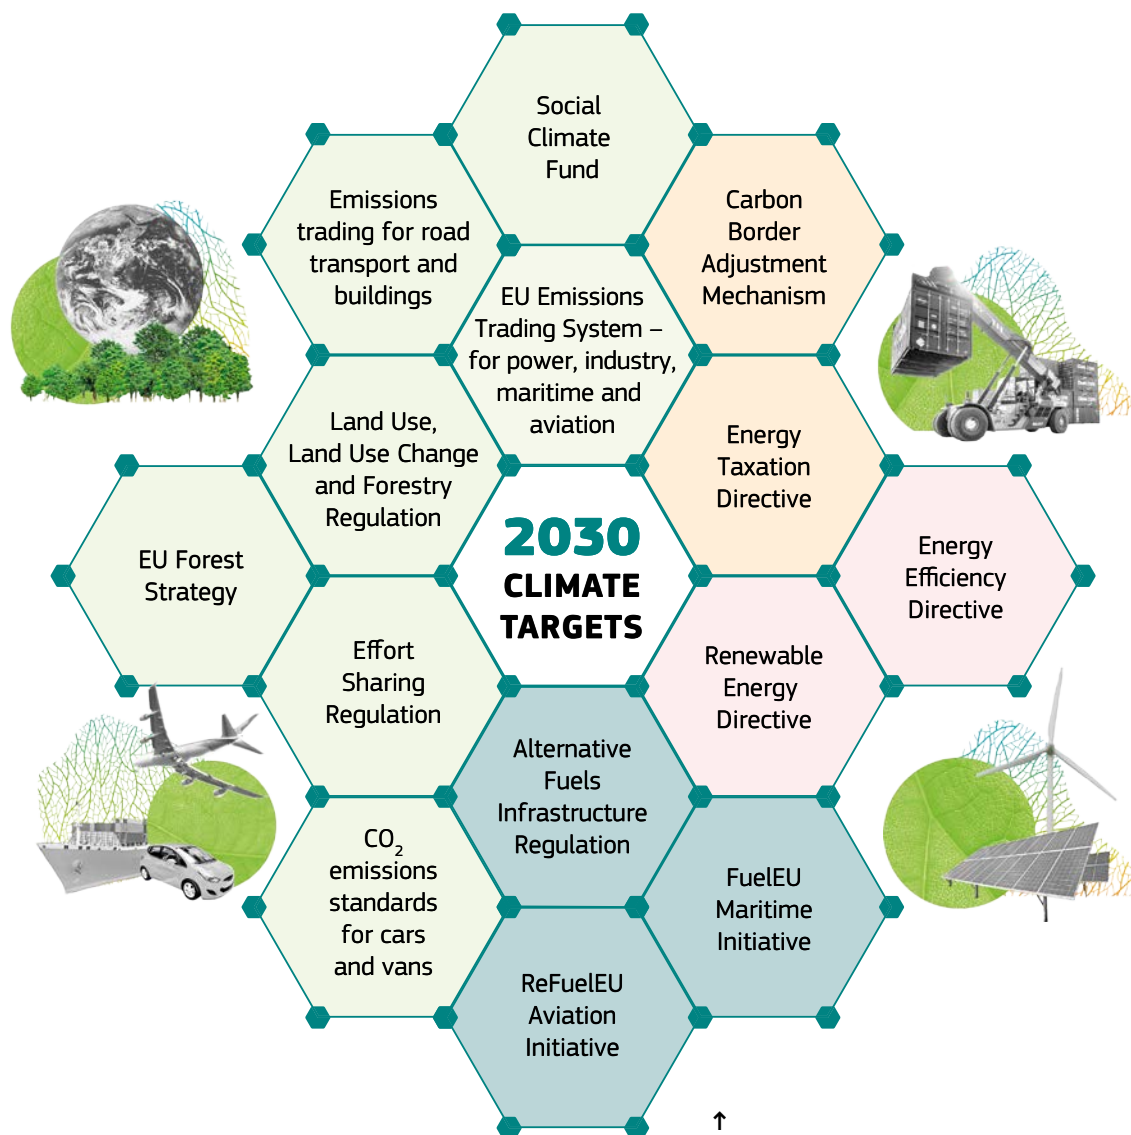 Social
Climate
Fund
Emissions
trading for road
transport and
buildings
Carbon
Border
Adjustment
Mechanism
EU Emissions
Trading System –
for power, industry,
maritime and
aviation
Land Use,
Land Use Change
and Forestry
Regulation
Energy
Taxation
Directive
EU Forest
Strategy
2030
CLIMATE
TARGETS
Energy
Efficiency
Directive
Effort
Sharing
Regulation
Renewable
Energy
Directive
Alternative
Fuels
Infrastructure
Regulation
CO₂
emissions
standards
for cars
and vans
FuelEU
Maritime
Initiative
ReFuelEU
Aviation
Initiative
↑